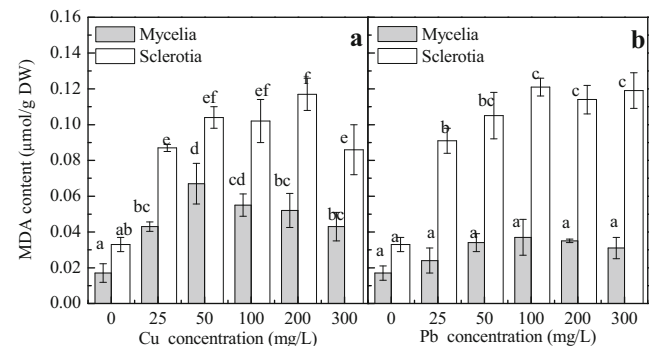 MDA content (μmol/g DW)
0.16
0.14
0.12
0.10
0.08
0.06
0.04
0.02
0.00
Mycelia
Sclerotia
a
a
ab
bc
e
d
ef
cd
ef
bc
f
bc
e
0
25
50
100
200
300
Cu concentration (mg/L)
Mycelia
Sclerotia
b
a
a
a
b
a
bc
a
c
a
c
a
c
0
25
50
100
200
300
Pb concentration (mg/L)